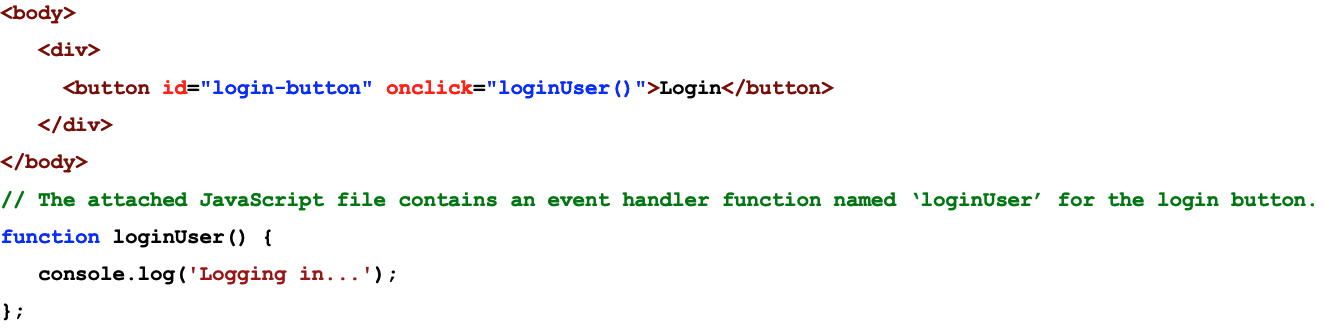 <body>
<div>
<button id="login-button" onclick="loginUser()">Login</button>
</div>
</body>
// The attached JavaScript file contains an event handler function named ‘loginUser’ for the login button.
function loginUser() {
console.log('Logging in...');
};